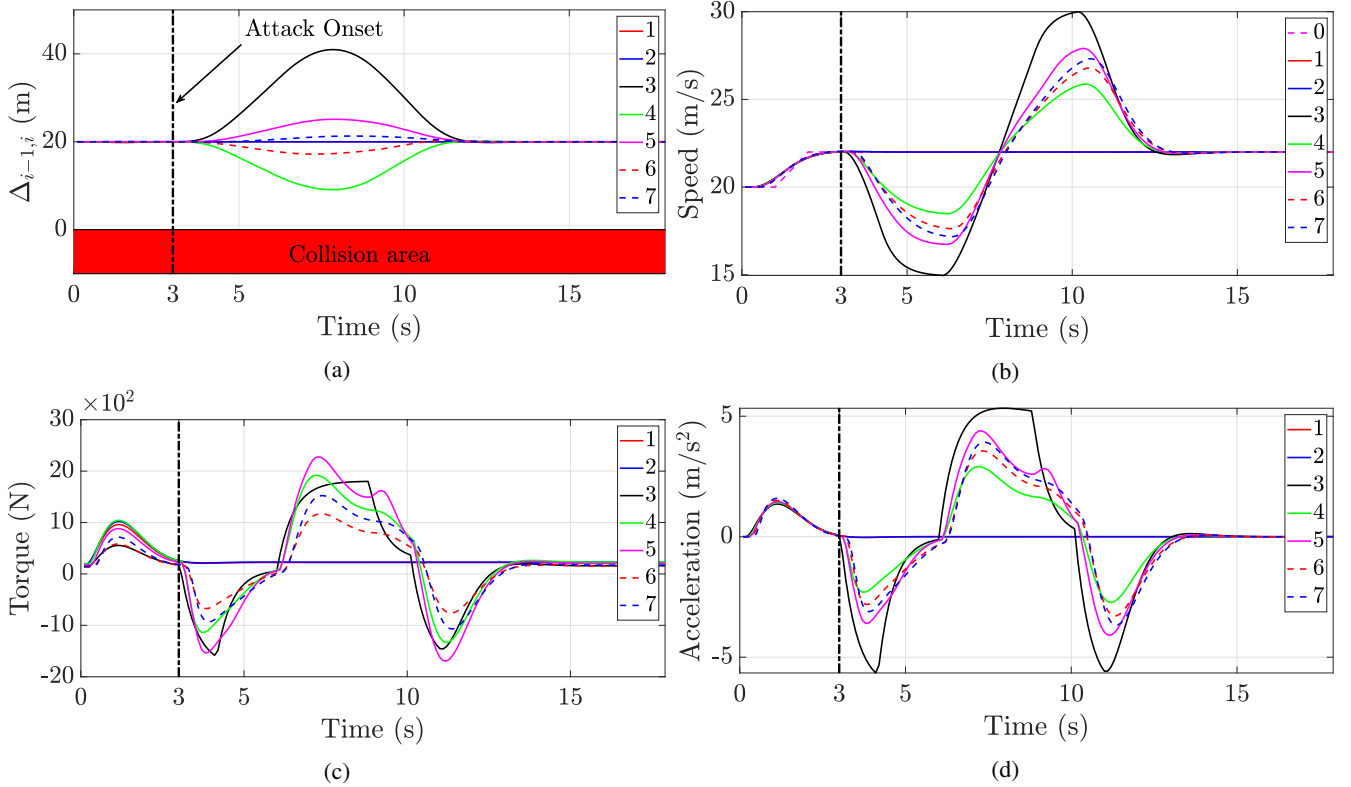 Attack Onset
Δi−1,i (m)
40
20
0
Collision area
0 3 5 10 15
Time (s)
1
2
3
4
5
6
7
(a)
Speed (m/s)
30
25
20
15
0 3 5 10 15
Time (s)
0
1
2
3
4
5
6
7
(b)
×10²
Torque (N)
30
20
10
0
-10
-20
0 3 5 10 15
Time (s)
1
2
3
4
5
6
7
(c)
Acceleration (m/s²)
5
0
-5
0 3 5 10 15
Time (s)
1
2
3
4
5
6
7
(d)